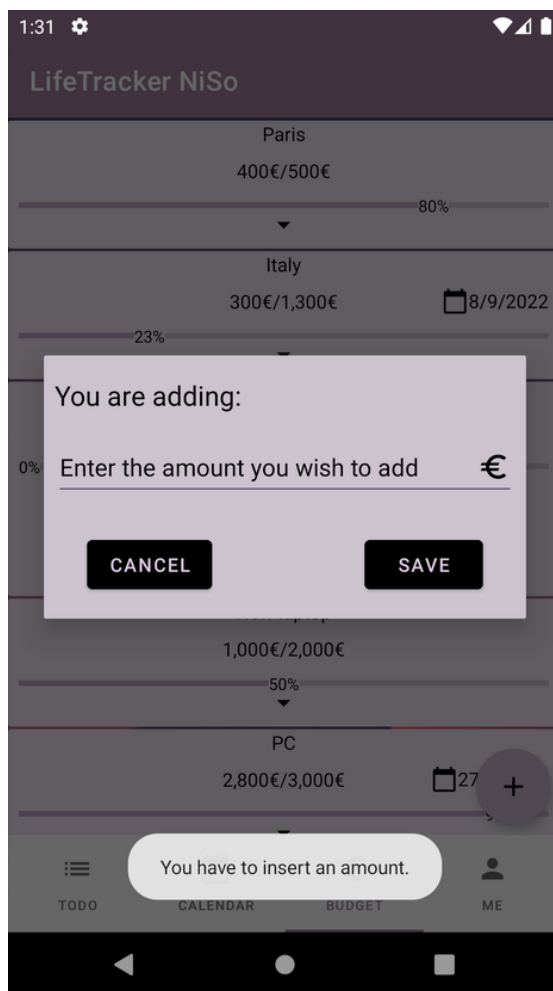 1:31
LifeTracker NiSo
Paris
400€/500€
80%
Italy
300€/1,300€
8/9/2022
23%
You are adding:
0%
Enter the amount you wish to add
€
CANCEL
SAVE
1,000€/2,000€
50%
PC
2,800€/3,000€
27
+
You have to insert an amount.
TODO
CALENDAR
BUDGET
ME